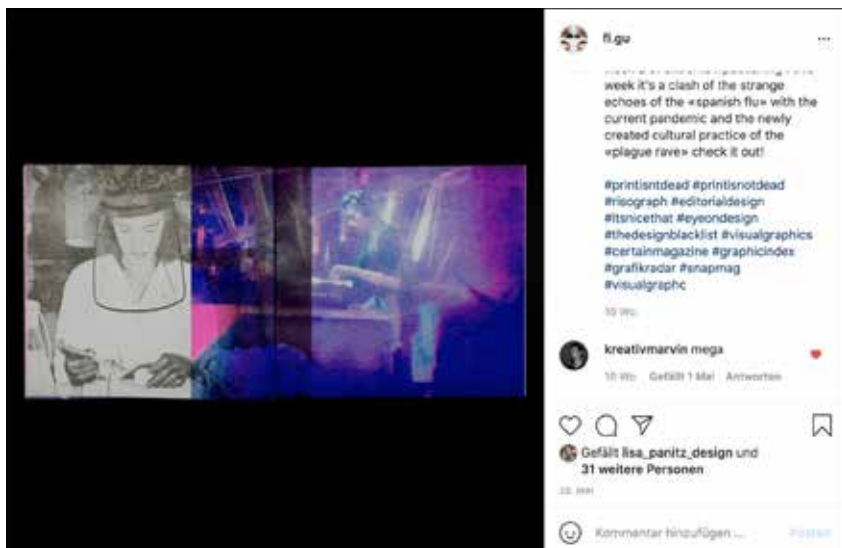 fi.gu
week it's a clash of the strange
echoes of the «spanish flu» with the
current pandemic and the newly
created cultural practice of the
«plague rave» check it out!
#printisntdead #printisnotdead
#risograph #editorialdesign
#itsnicethat #eyeondesign
#thedesignblacklist #visualgraphics
#certainmagazine #graphicindex
#grafikradar #snapmag
#visualgraphc
10 Wo.
kreativmarvin mega
10 Wo. Gefällt 1 Mal Antworten
Gefällt lisa_panitz_design und
31 weitere Personen
Kommentar hinzufügen ...
Posten